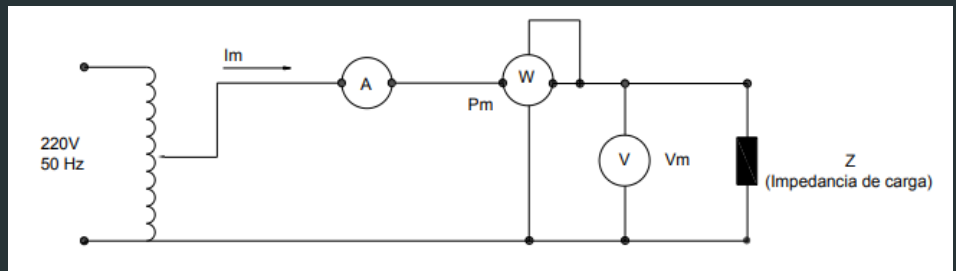 Im
A
W
Pm
220V
50 Hz
V
Vm
Z
(Impedancia de carga)